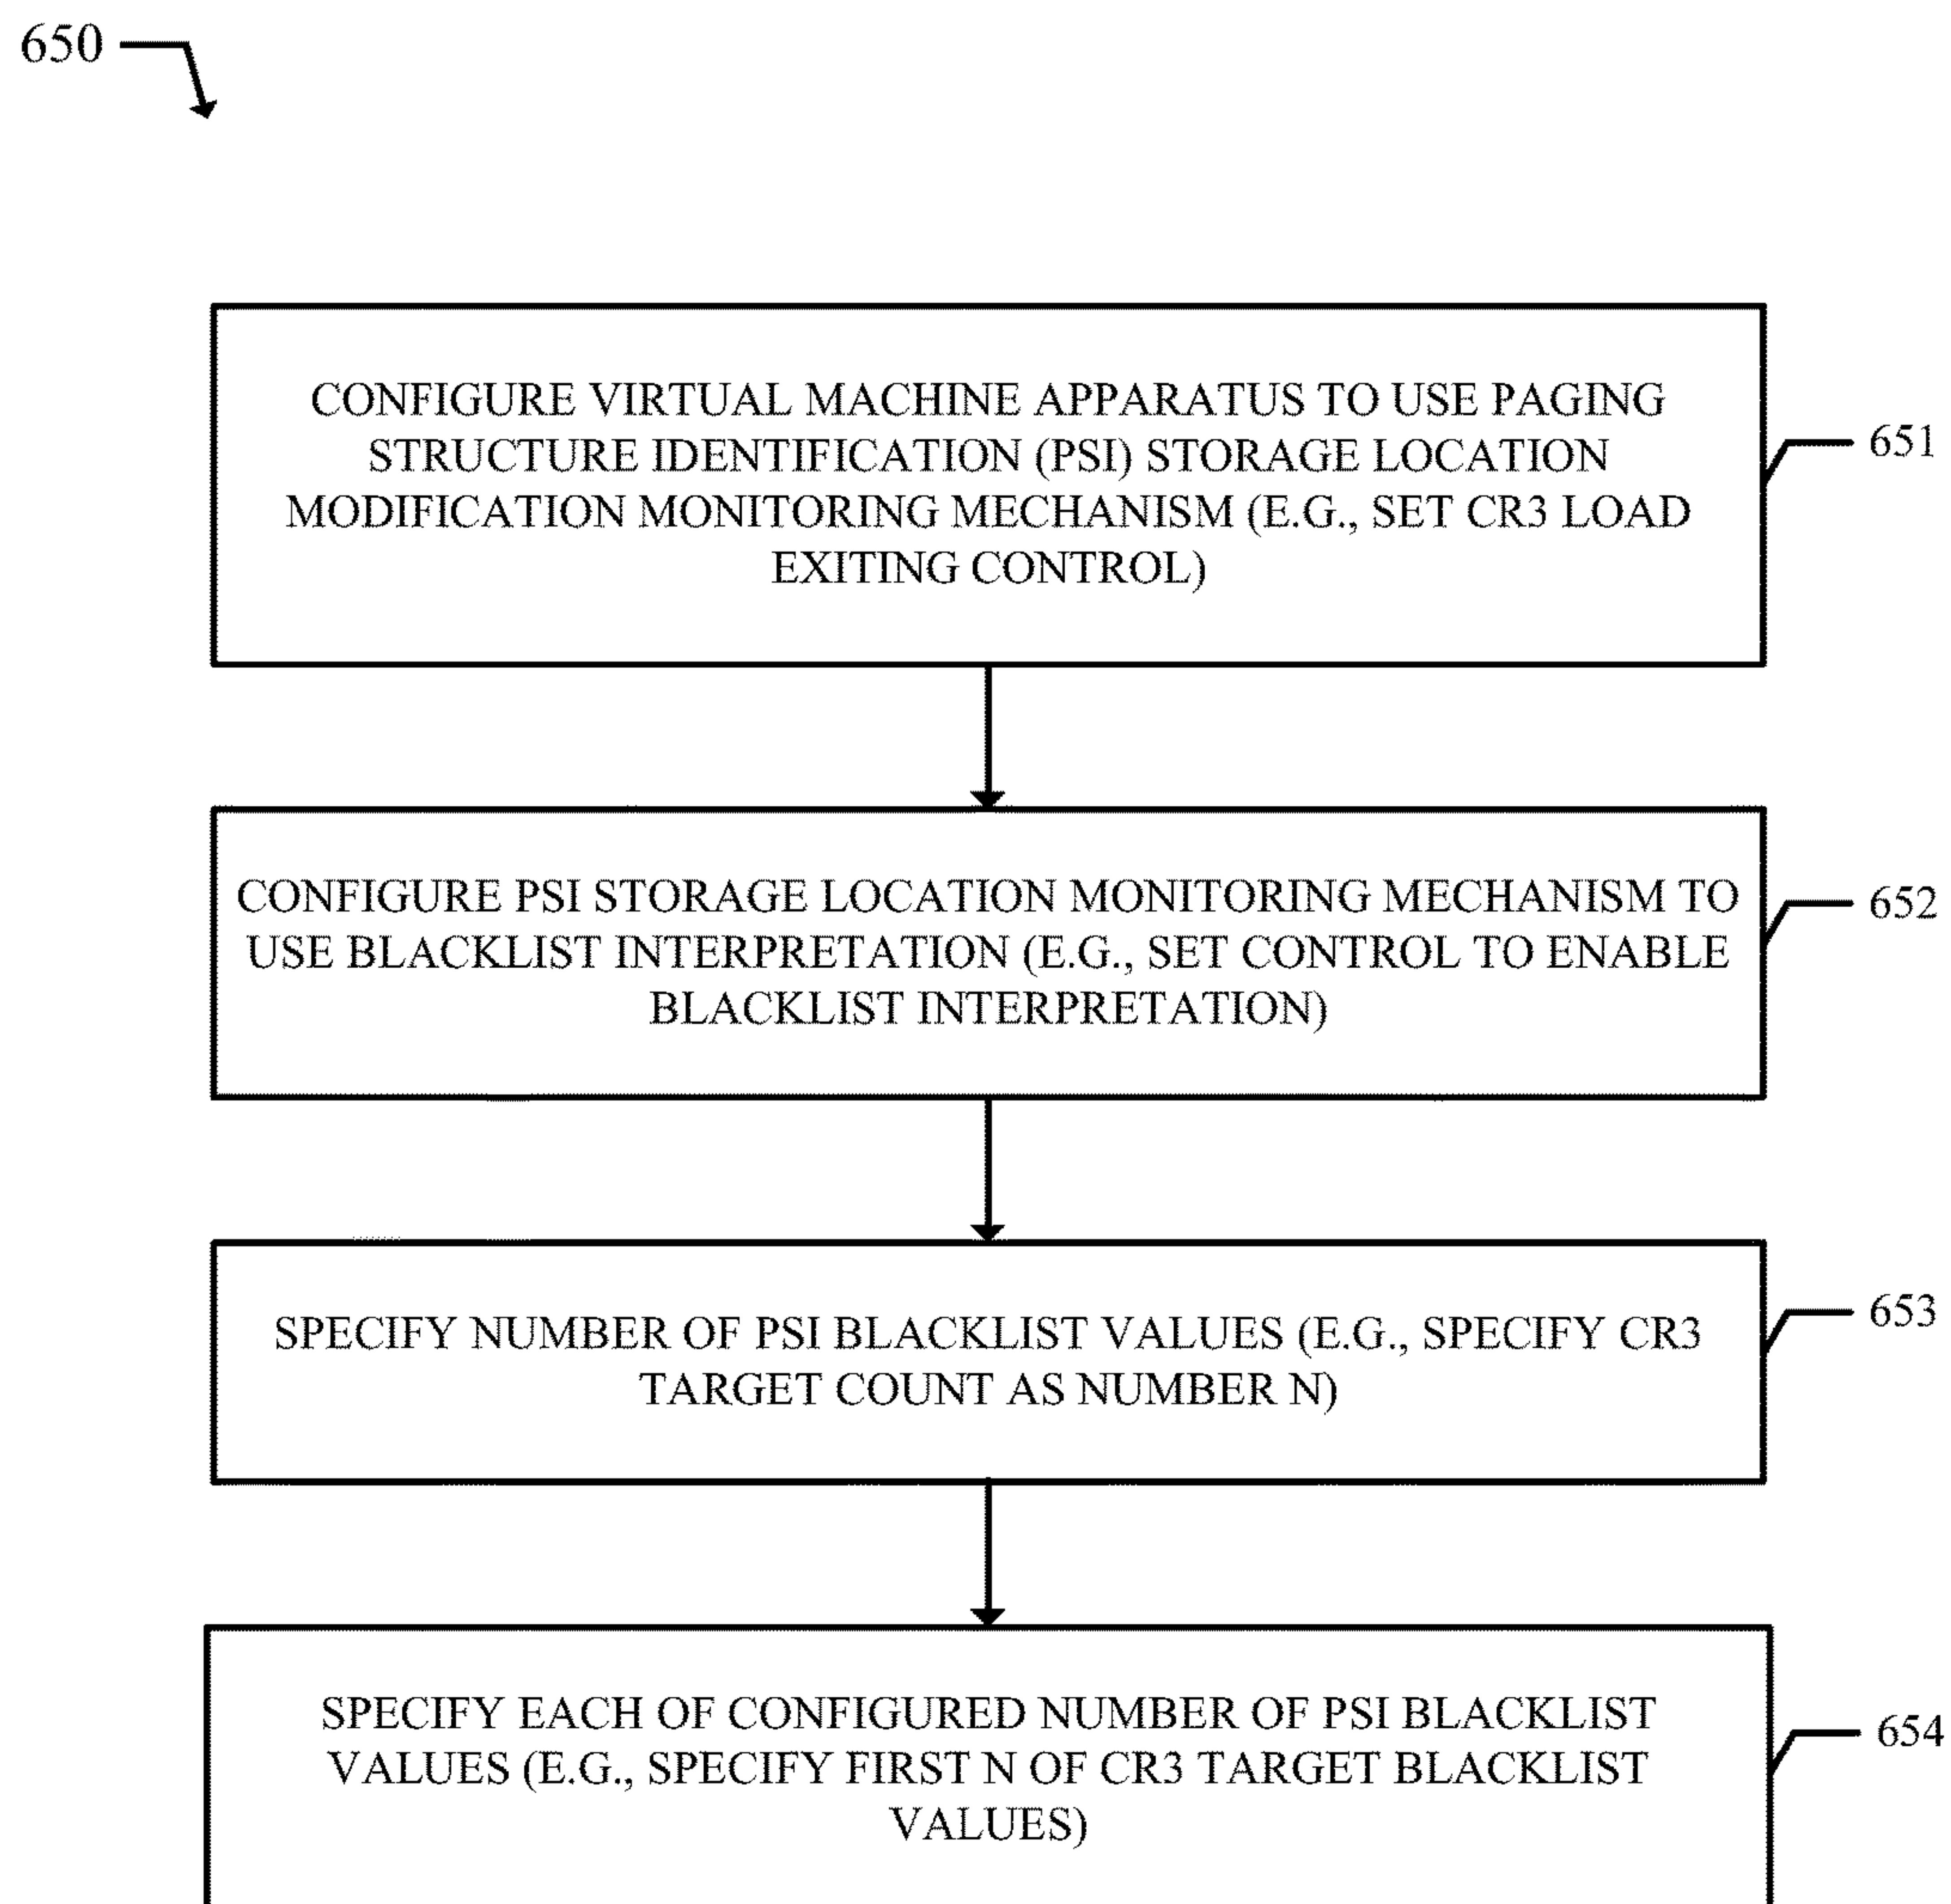 650
CONFIGURE VIRTUAL MACHINE APPARATUS TO USE PAGING
STRUCTURE IDENTIFICATION (PSI) STORAGE LOCATION
MODIFICATION MONITORING MECHANISM (E.G., SET CR3 LOAD
EXITING CONTROL)
651
CONFIGURE PSI STORAGE LOCATION MONITORING MECHANISM TO
USE BLACKLIST INTERPRETATION (E.G., SET CONTROL TO ENABLE
BLACKLIST INTERPRETATION)
652
SPECIFY NUMBER OF PSI BLACKLIST VALUES (E.G., SPECIFY CR3
TARGET COUNT AS NUMBER N)
653
SPECIFY EACH OF CONFIGURED NUMBER OF PSI BLACKLIST
VALUES (E.G., SPECIFY FIRST N OF CR3 TARGET BLACKLIST
VALUES)
654